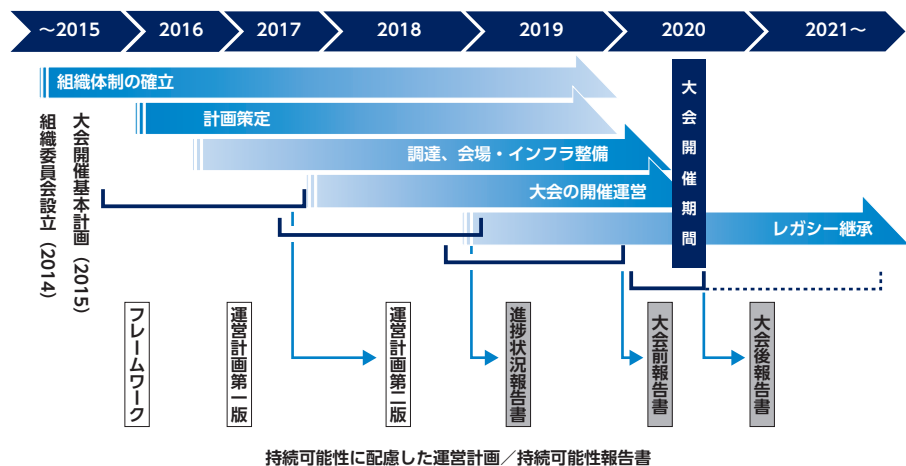 ～2015
2016
2017
2018
2019
2020
2021～
組織体制の確立
計画策定
調達、会場・インフラ整備
大会の開催運営
レガシー継承
大会開催期間
組織委員会設立（2014）
大会開催基本計画（2015）
フレームワーク
運営計画第一版
運営計画第二版
進捗状況報告書
大会前報告書
大会後報告書
持続可能性に配慮した運営計画／持続可能性報告書